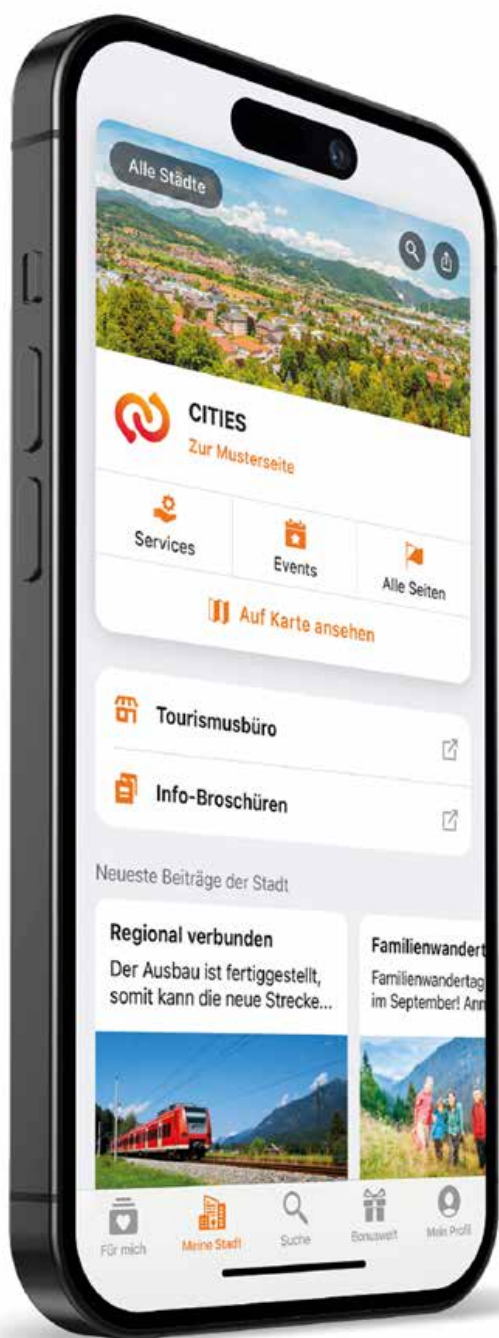 Alle Städte
CITIES
Zur Musterseite
Services
Events
Alle Seiten
Auf Karte ansehen
Tourismusbüro
Info-Broschüren
Neueste Beiträge der Stadt
Regional verbunden
Der Ausbau ist fertiggestellt,
somit kann die neue Strecke...
Familienwandert
Familienwandertag
im September! Anm
Für mich
Meine Stadt
Suche
Bonuswelt
Mein Profil